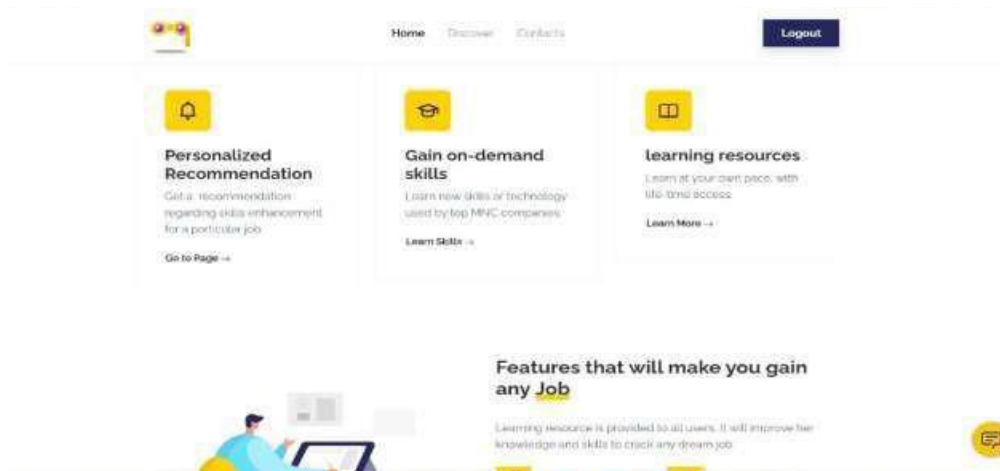 Home Discover Contacts Logout
Personalized
Recommendation
Get a recommendation
regarding skills enhancement
for a particular job
Go to Page →
Gain on-demand
skills
Learn new skills or technology
used by top MNC companies
Learn Skills →
learning resources
Learn at your own pace, with
life-time access
Learn More →
Features that will make you gain
any Job
Learning resource is provided to all users. It will improve her
knowledge and skills to crack any dream job